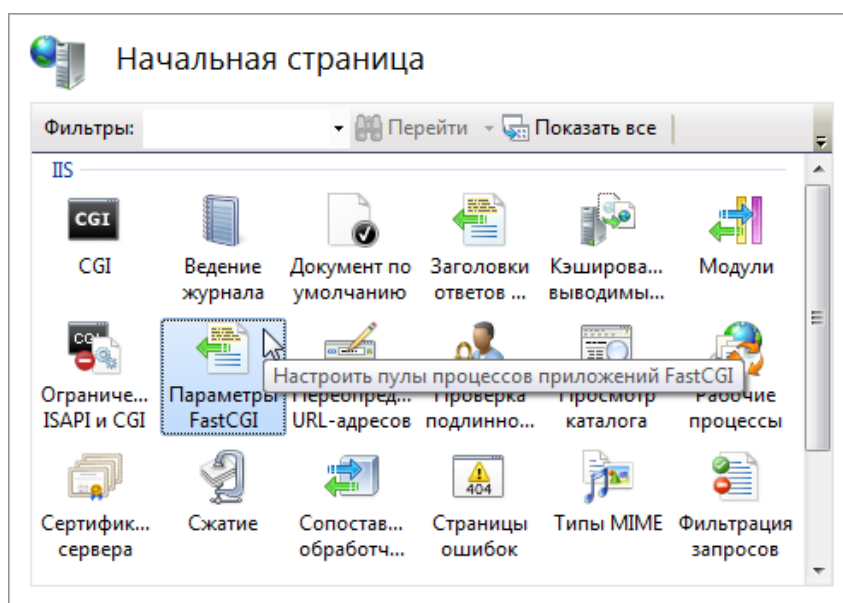 Начальная страница
Фильтры:
Перейти
Показать все
IIS
CGI
CGI
Ведение
журнала
Документ по
умолчанию
Заголовки
ответов ...
Кэширова...
выводимы...
Модули
Ограниче...
ISAPI и CGI
Параметры
FastCGI
Настроить пулы процессов приложений FastCGI
Переопред...
URL-адресов
Проверка
подлинно...
Просмотр
каталога
Рабочие
процессы
Сертифик...
сервера
Сжатие
Сопостав...
обработч...
404
Страницы
ошибок
Типы MIME
Фильтрация
запросов